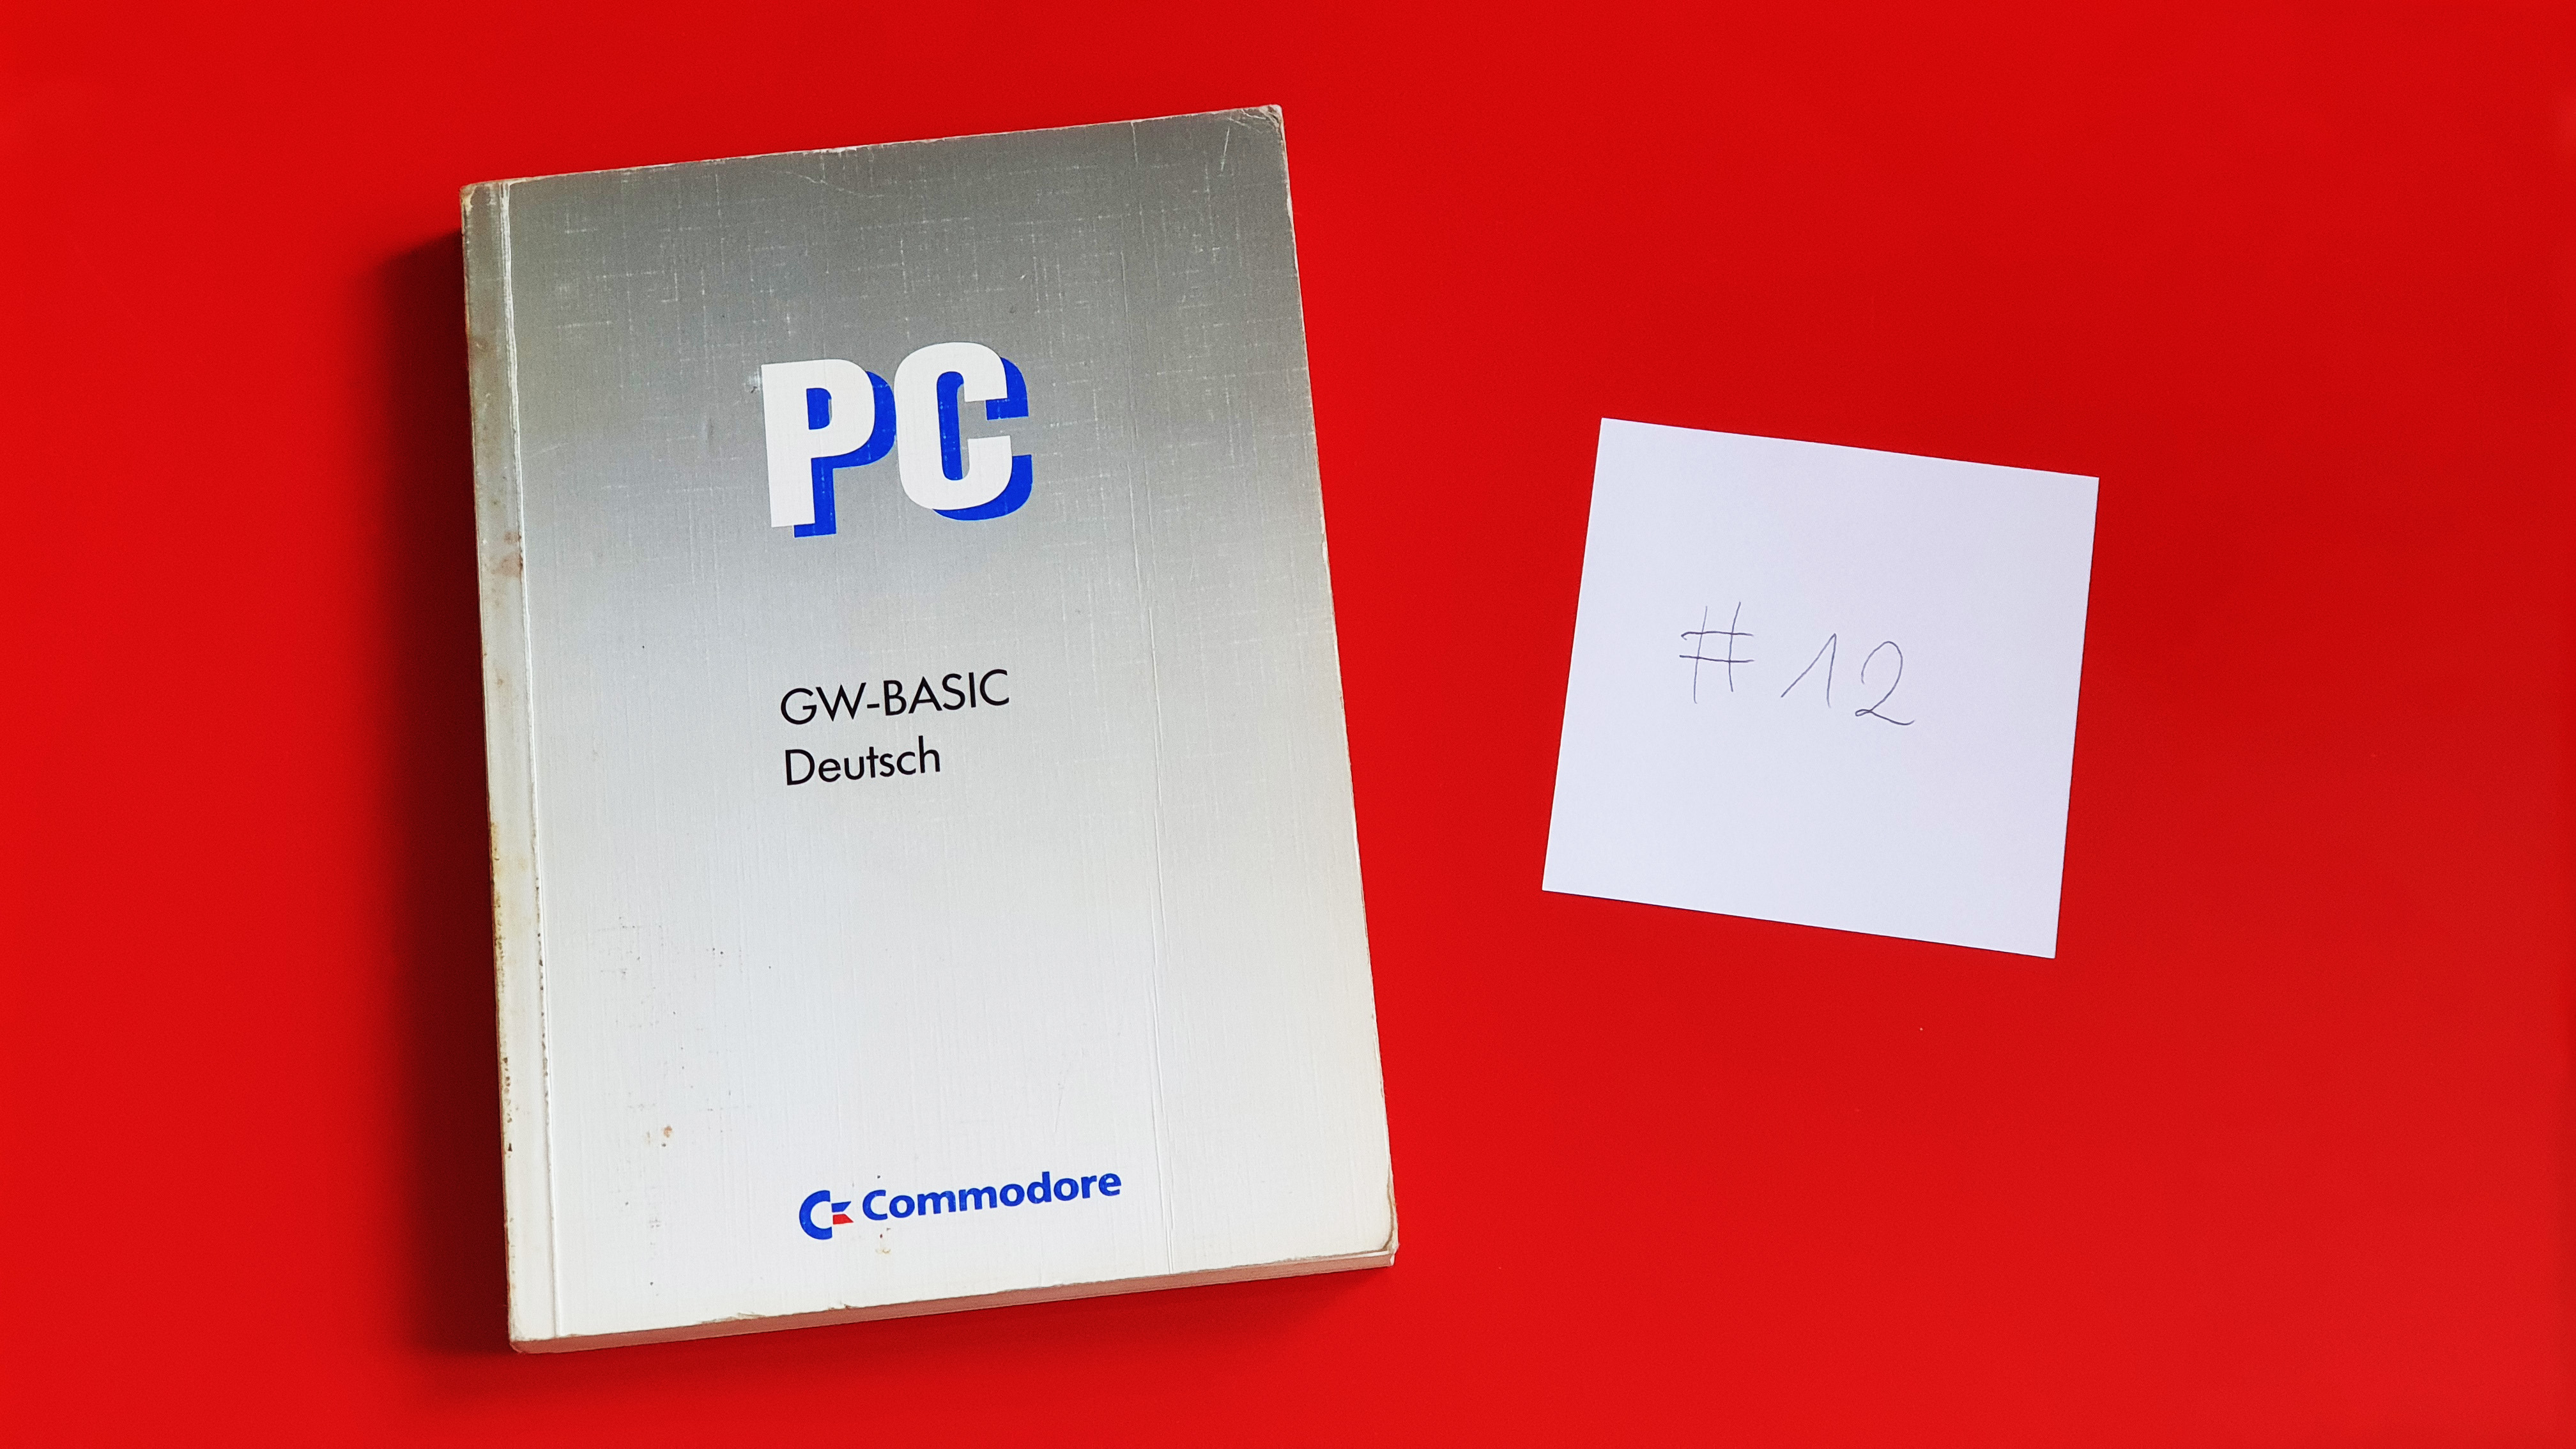 PC
GW-BASIC
Deutsch
Commodore
# 12